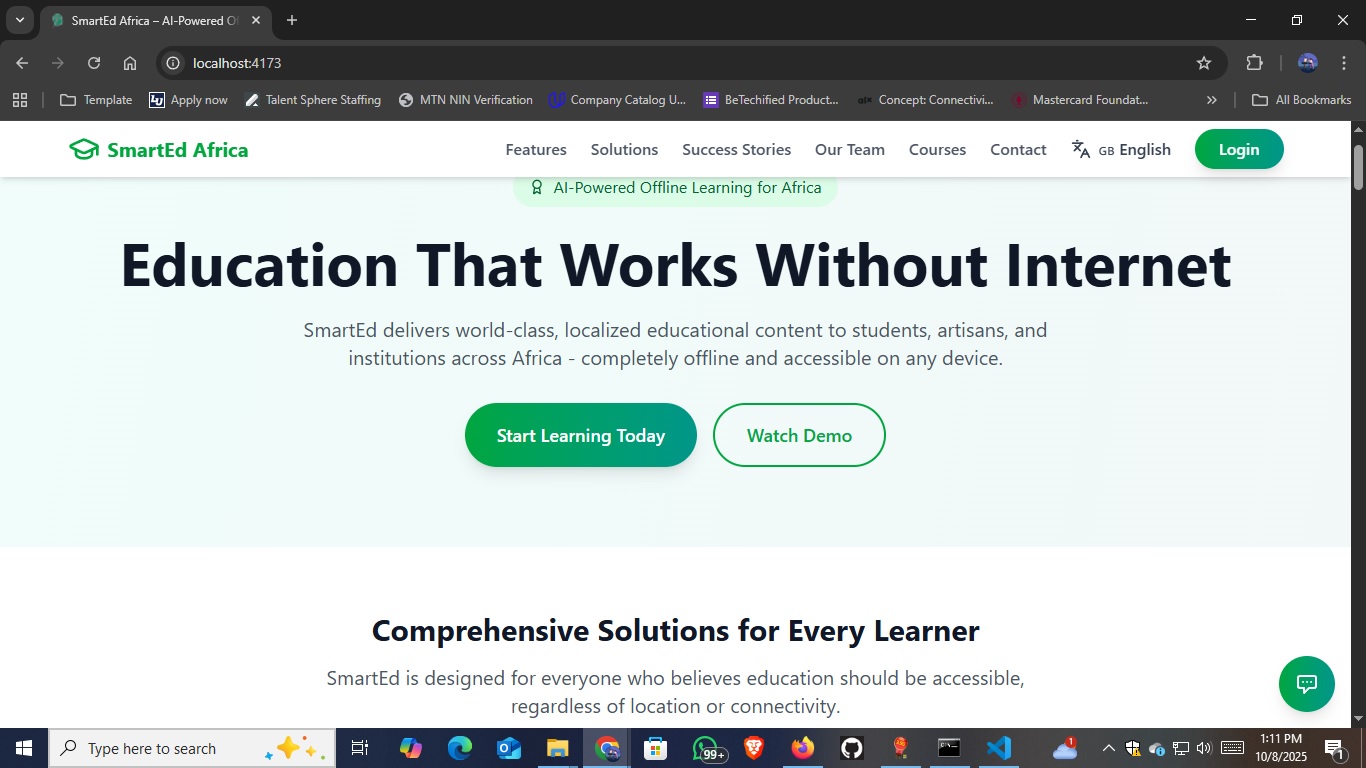 SmartEd Africa – AI-Powered O
localhost:4173
Template
Apply now
Talent Sphere Staffing
MTN NIN Verification
Company Catalog U...
BeTechified Product...
Concept: Connectivi...
Mastercard Foundat...
All Bookmarks
SmartEd Africa
Features
Solutions
Success Stories
Our Team
Courses
Contact
GB English
Login
AI-Powered Offline Learning for Africa
Education That Works Without Internet
SmartEd delivers world-class, localized educational content to students, artisans, and
institutions across Africa - completely offline and accessible on any device.
Start Learning Today
Watch Demo
Comprehensive Solutions for Every Learner
SmartEd is designed for everyone who believes education should be accessible,
regardless of location or connectivity.
Type here to search
99+
1
1:11 PM
10/8/2025
1